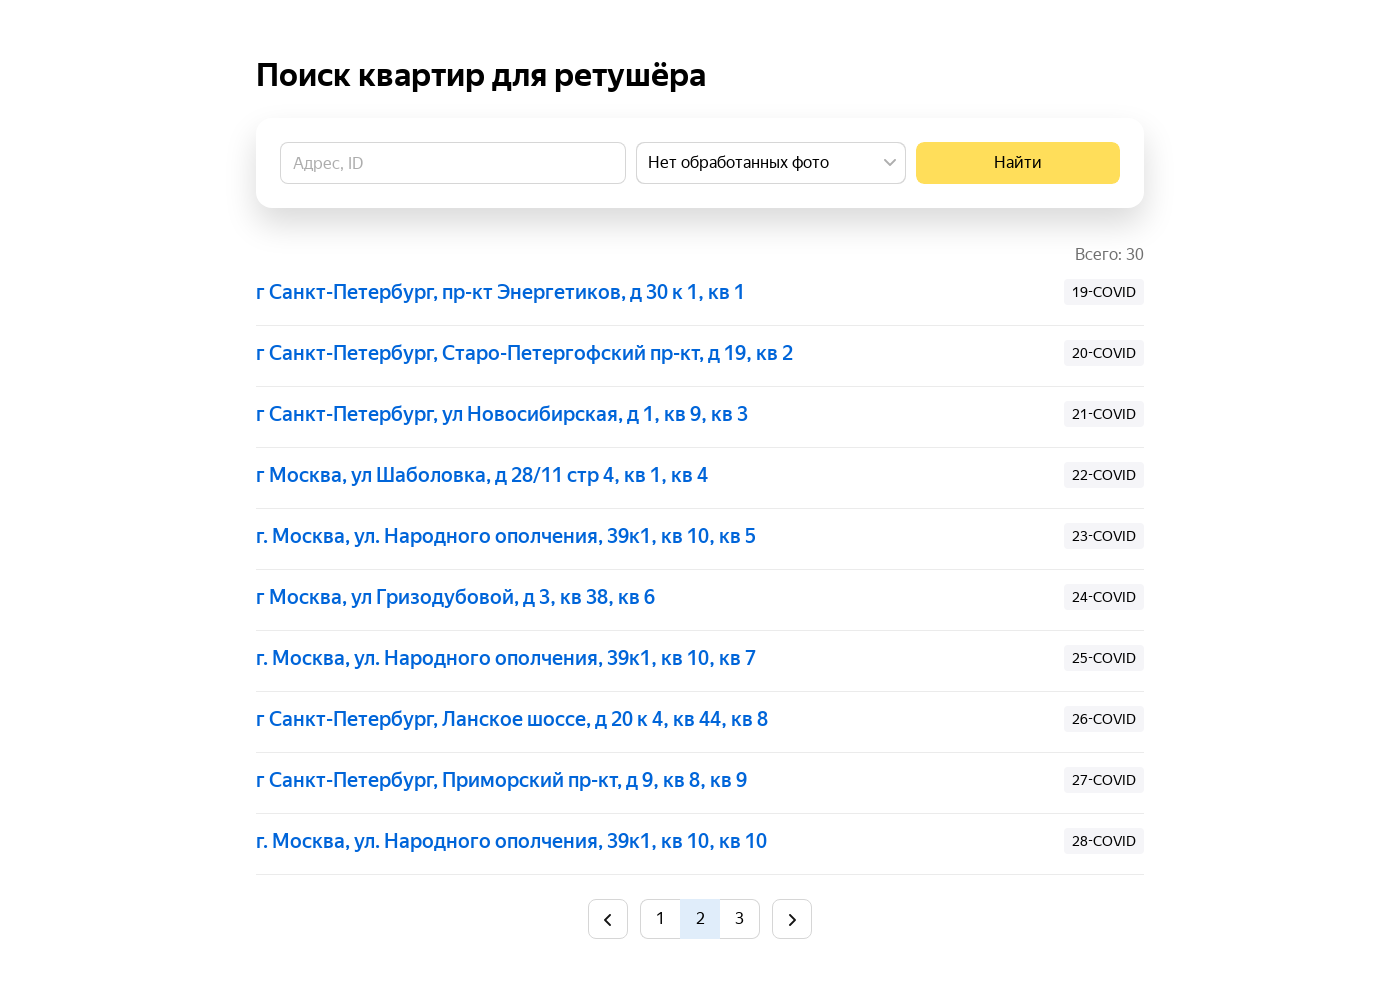 Поиск квартир для ретушёра
Адрес, ID
Нет обработанных фото
Найти
Всего: 30
г Санкт-Петербург, пр-кт Энергетиков, д 30 к 1, кв 1
19-COVID
г Санкт-Петербург, Старо-Петергофский пр-кт, д 19, кв 2
20-COVID
г Санкт-Петербург, ул Новосибирская, д 1, кв 9, кв 3
21-COVID
г Москва, ул Шаболовка, д 28/11 стр 4, кв 1, кв 4
22-COVID
г. Москва, ул. Народного ополчения, 39к1, кв 10, кв 5
23-COVID
г Москва, ул Гризодубовой, д 3, кв 38, кв 6
24-COVID
г. Москва, ул. Народного ополчения, 39к1, кв 10, кв 7
25-COVID
г Санкт-Петербург, Ланское шоссе, д 20 к 4, кв 44, кв 8
26-COVID
г Санкт-Петербург, Приморский пр-кт, д 9, кв 8, кв 9
27-COVID
г. Москва, ул. Народного ополчения, 39к1, кв 10, кв 10
28-COVID
1 2 3